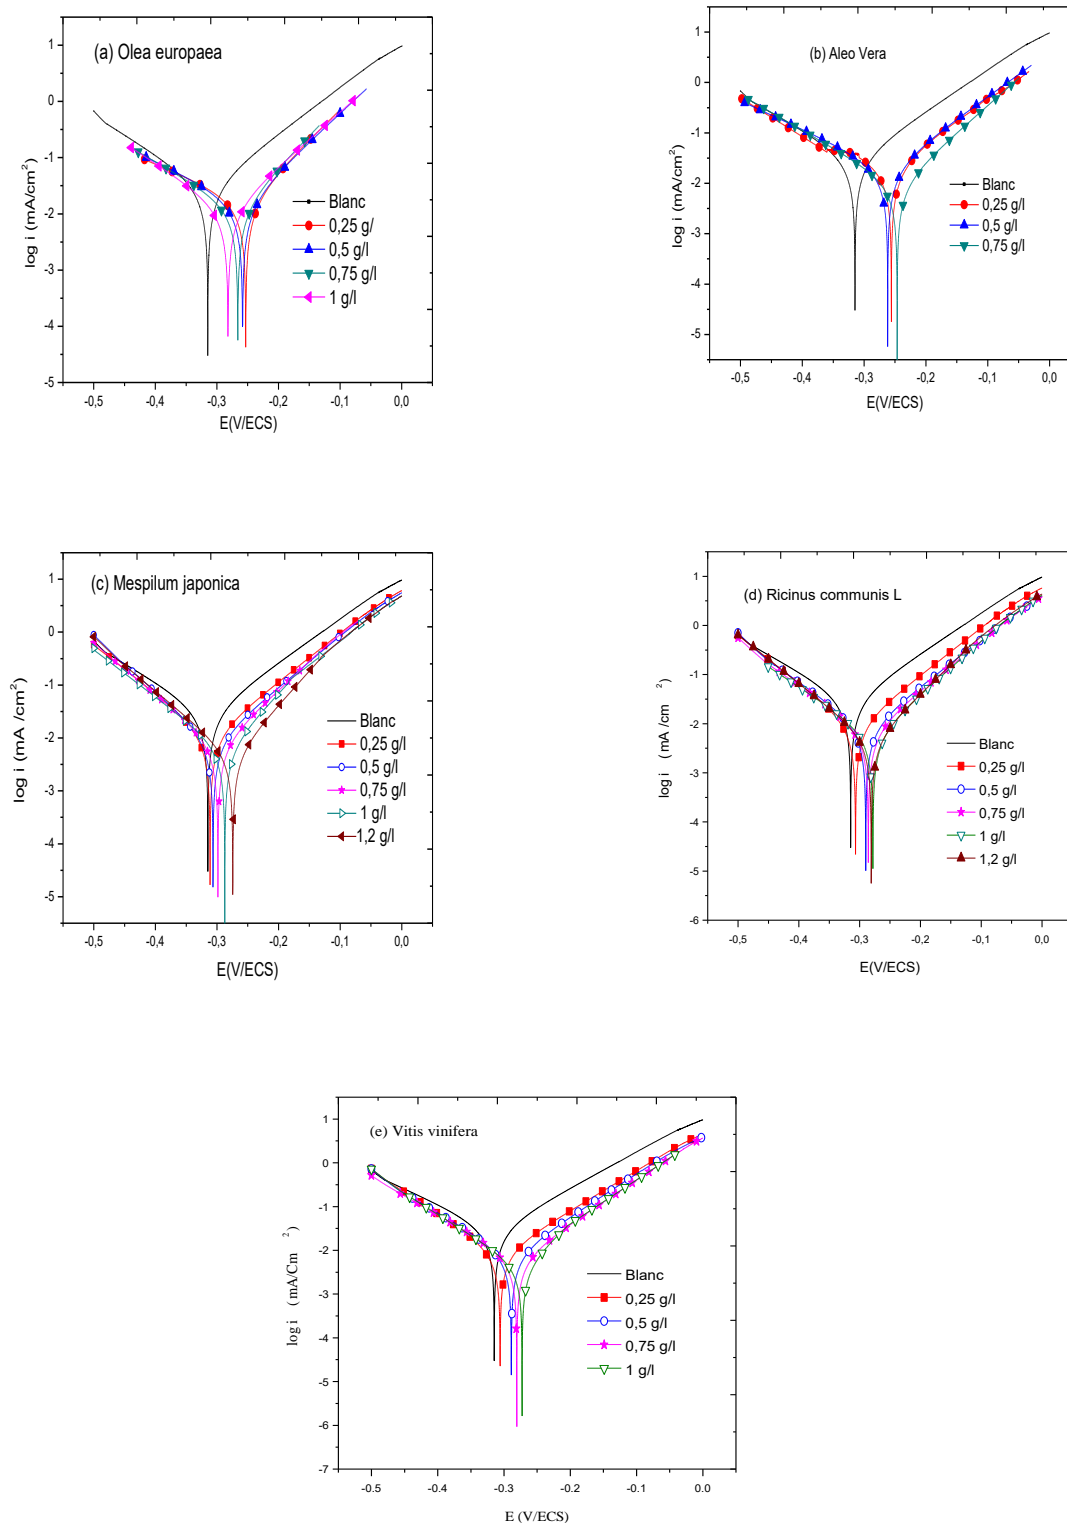 (a) Olea europaea
1
0
-1
-2
-3
-4
-5
log i (mA/cm²)
Blanc
0,25 g/
0,5 g/l
0,75 g/l
1 g/l
-0,5 -0,4 -0,3 -0,2 -0,1 0,0
E(V/ECS)
(b) Aleo Vera
1
0
-1
-2
-3
-4
-5
log i (mA/cm²)
Blanc
0,25 g/l
0,5 g/l
0,75 g/l
-0,5 -0,4 -0,3 -0,2 -0,1 0,0
E(V/ECS)
(c) Mespilum japonica
1
0
-1
-2
-3
-4
-5
log i (mA /cm²)
Blanc
0,25 g/l
0,5 g/l
0,75 g/l
1 g/l
1,2 g/l
-0,5 -0,4 -0,3 -0,2 -0,1 0,0
E(V/ECS)
(d) Ricinus communis L
1
0
-1
-2
-3
-4
-5
-6
log i (mA /cm ²)
Blanc
0,25 g/l
0,5 g/l
0,75 g/l
1 g/l
1,2 g/l
-0,5 -0,4 -0,3 -0,2 -0,1 0,0
E(V/ECS)
(e) Vitis vinifera
1
0
-1
-2
-3
-4
-5
-6
-7
log i (mA/Cm ²)
Blanc
0,25 g/l
0,5 g/l
0,75 g/l
1 g/l
-0.5 -0.4 -0.3 -0.2 -0.1 0.0
E (V/ECS)